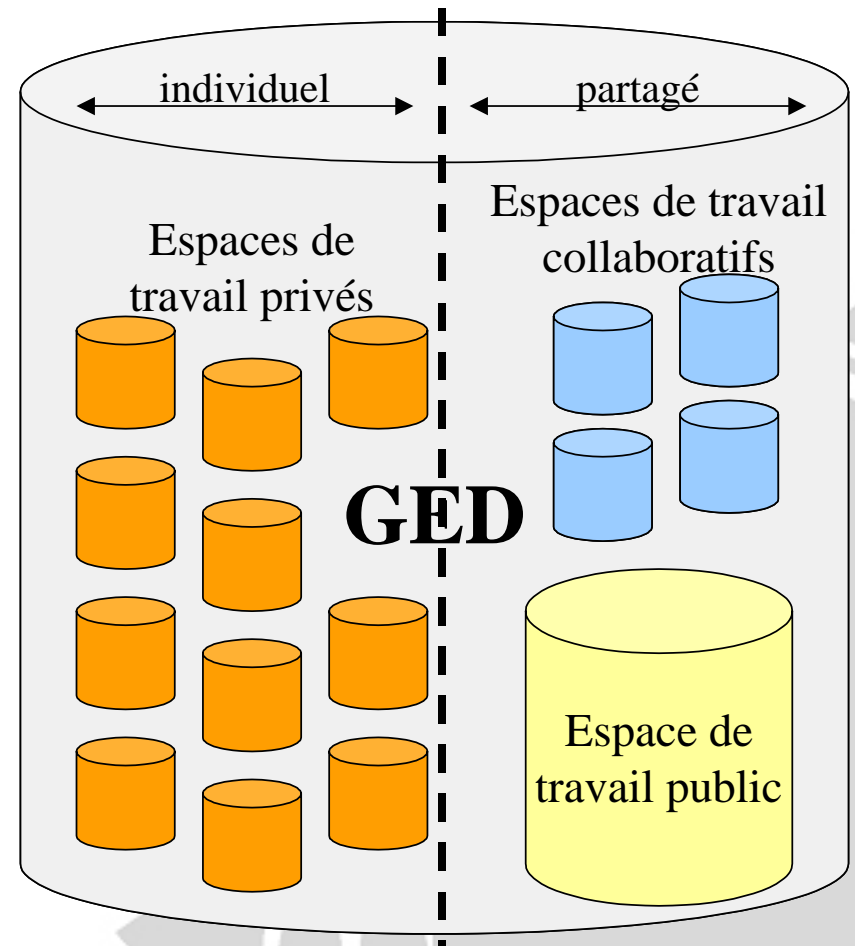 individuel
partagé
Espaces de
travail privés
Espaces de travail
collaboratifs
GED
Espace de
travail public